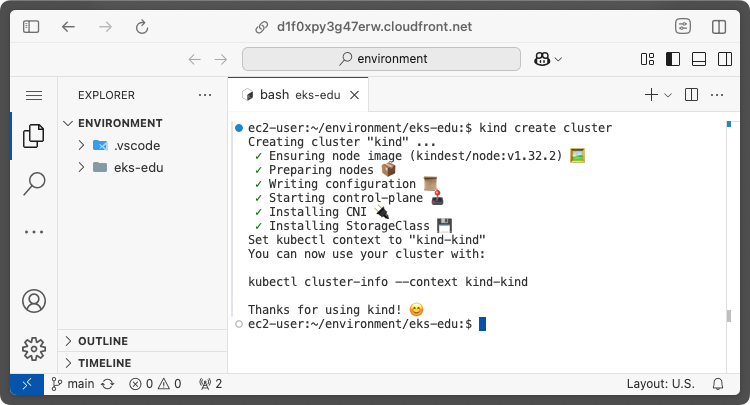 d1f0xpy3g47erw.cloudfront.net
environment
EXPLORER
ENVIRONMENT
.vscode
eks-edu
OUTLINE
TIMELINE
bash eks-edu
ec2-user:~/environment/eks-edu:$ kind create cluster
Creating cluster "kind" ...
✓ Ensuring node image (kindest/node:v1.32.2) 🖼
✓ Preparing nodes 📦
✓ Writing configuration 📜
✓ Starting control-plane 🕹
✓ Installing CNI 🔌
✓ Installing StorageClass 💾
Set kubectl context to "kind-kind"
You can now use your cluster with:
kubectl cluster-info --context kind-kind
Thanks for using kind! 😊
ec2-user:~/environment/eks-edu:$
main 0 0 2 Layout: U.S.